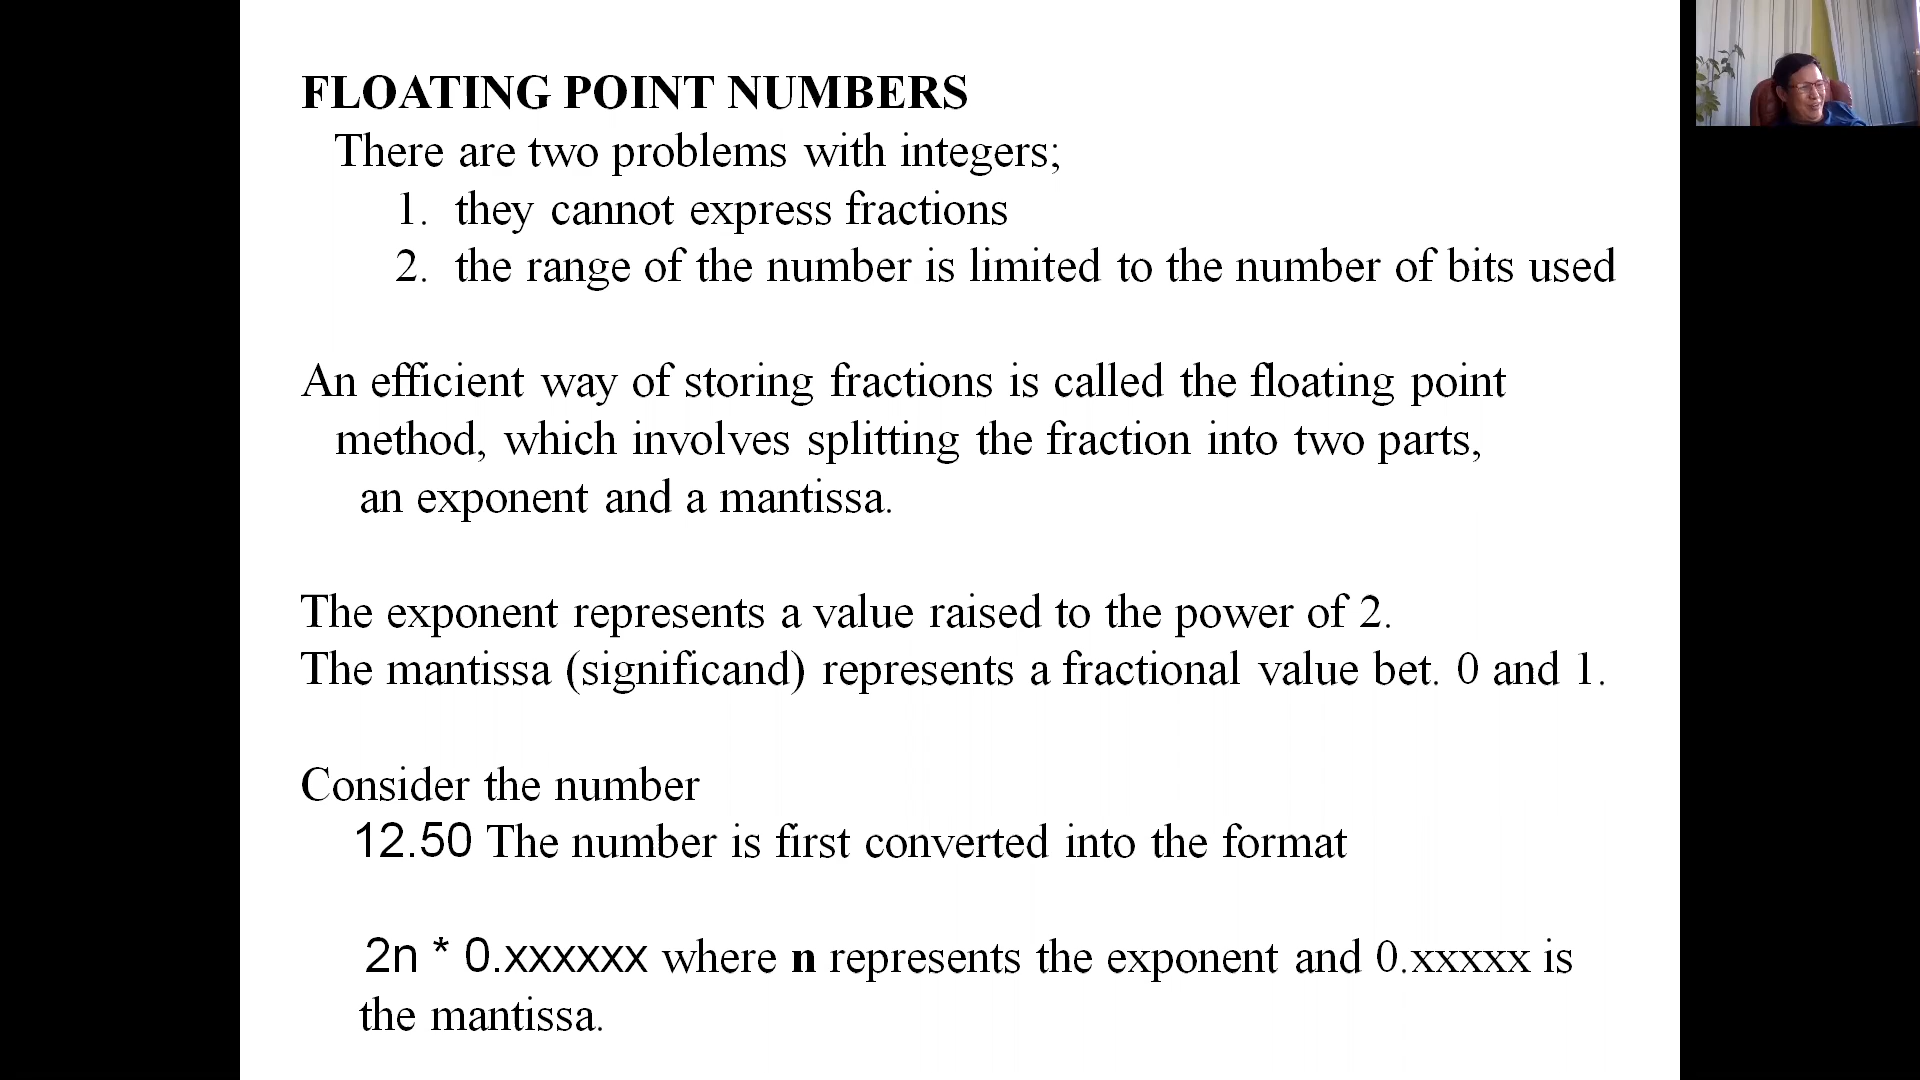 FLOATING POINT NUMBERS
There are two problems with integers;
1. they cannot express fractions
2. the range of the number is limited to the number of bits used
An efficient way of storing fractions is called the floating point
method, which involves splitting the fraction into two parts,
an exponent and a mantissa.
The exponent represents a value raised to the power of 2.
The mantissa (significand) represents a fractional value bet. 0 and 1.
Consider the number
12.50 The number is first converted into the format
2n * 0.xxxxxx where n represents the exponent and 0.xxxxx is
the mantissa.